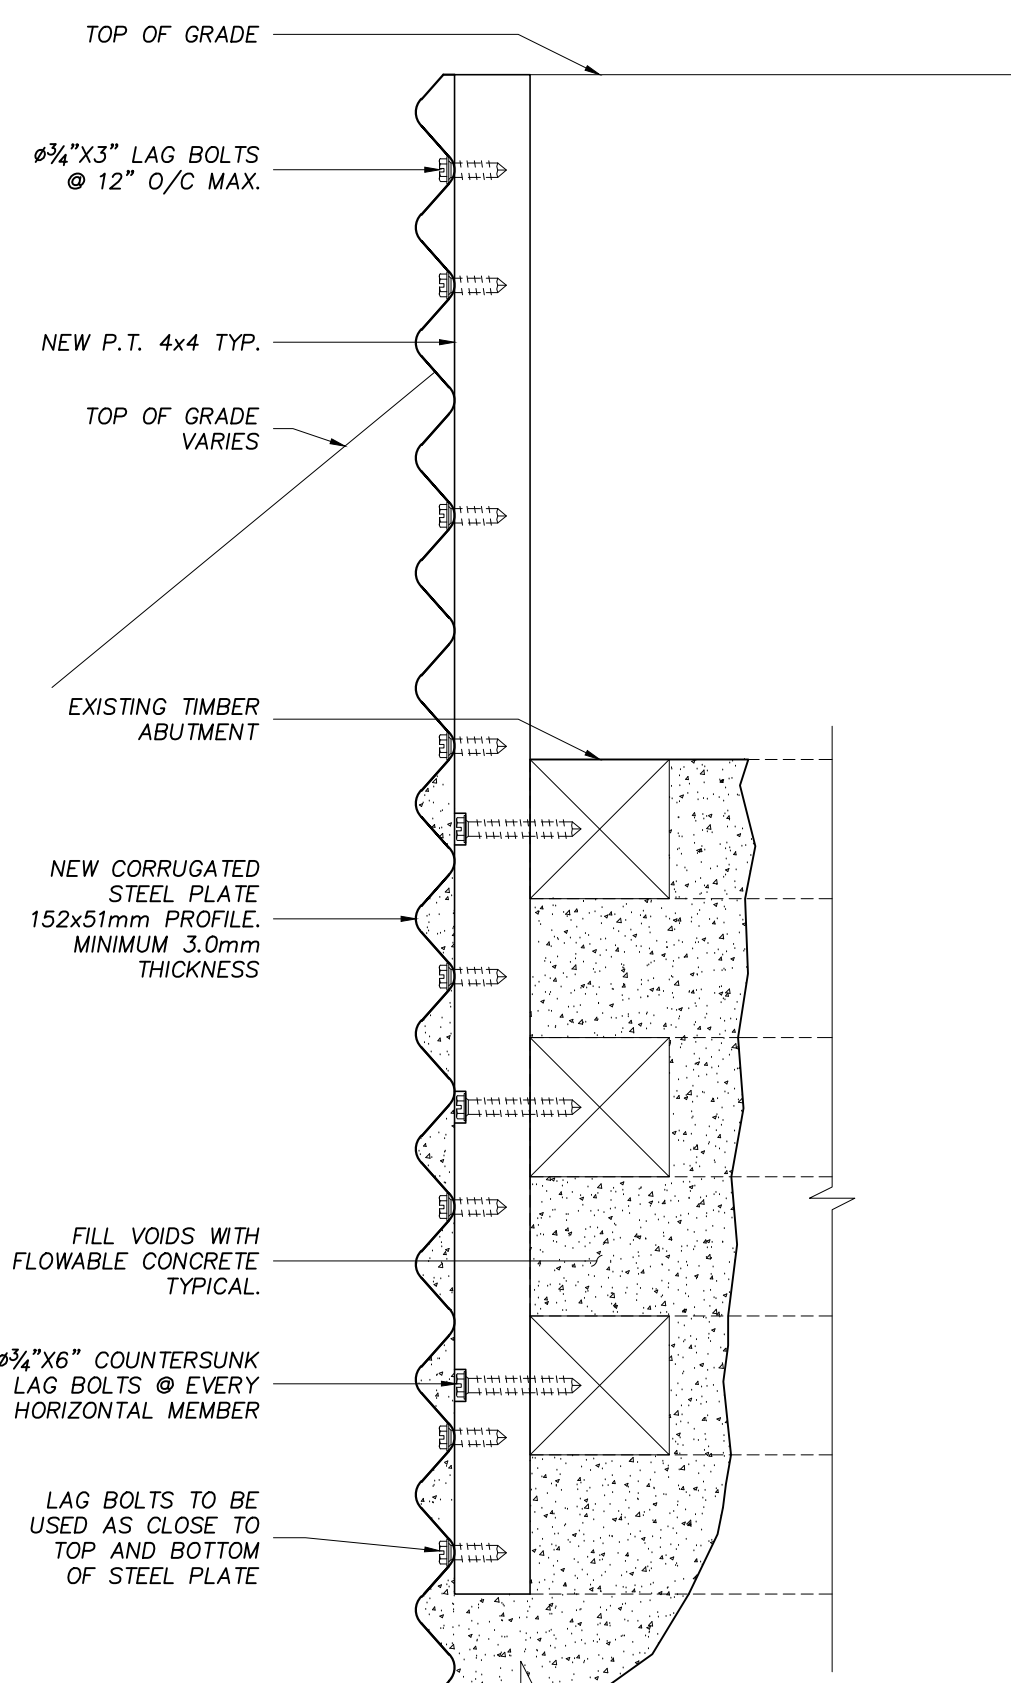 TOP OF GRADE
ø¾"X3" LAG BOLTS
@ 12" O/C MAX.
NEW P.T. 4x4 TYP.
TOP OF GRADE
VARIES
EXISTING TIMBER
ABUTMENT
NEW CORRUGATED
STEEL PLATE
152x51mm PROFILE.
MINIMUM 3.0mm
THICKNESS
FILL VOIDS WITH
FLOWABLE CONCRETE
TYPICAL.
ø¾"X6" COUNTERSUNK
LAG BOLTS @ EVERY
HORIZONTAL MEMBER
LAG BOLTS TO BE
USED AS CLOSE TO
TOP AND BOTTOM
OF STEEL PLATE